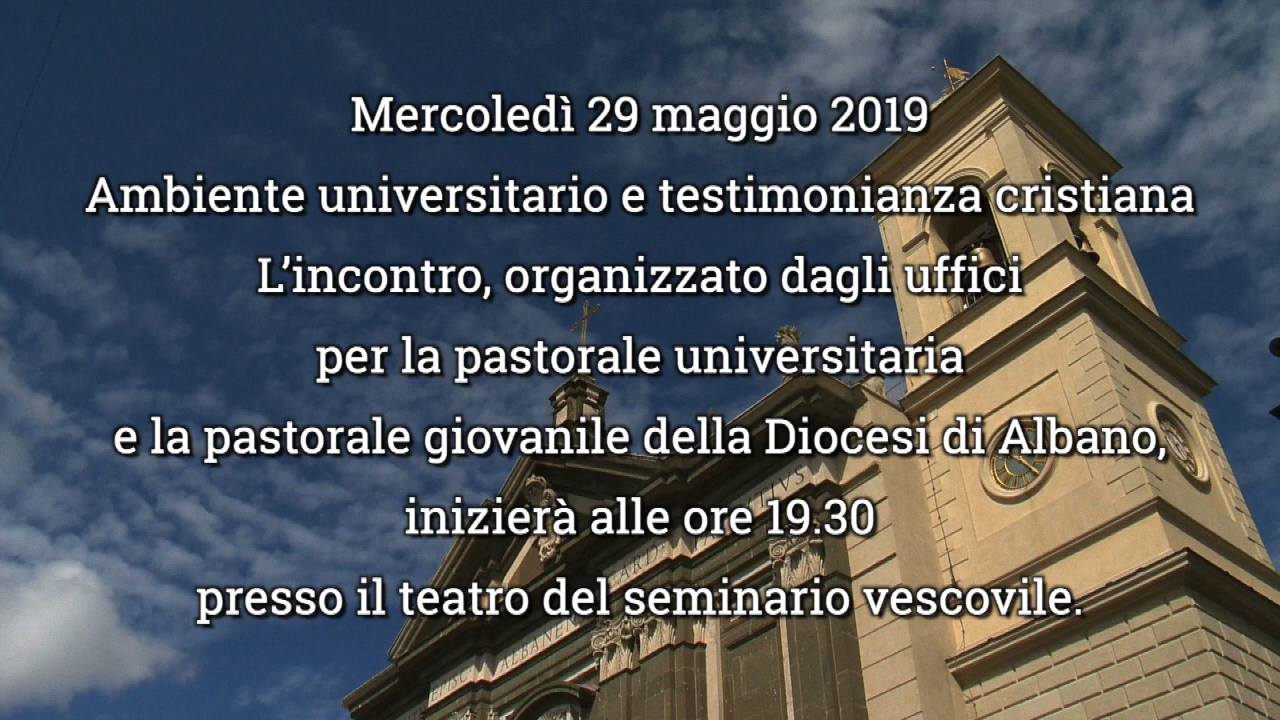 Mercoledì 29 maggio 2019
Ambiente universitario e testimonianza cristiana
L’incontro, organizzato dagli uffici
per la pastorale universitaria
e la pastorale giovanile della Diocesi di Albano,
inizierà alle ore 19.30
presso il teatro del seminario vescovile.